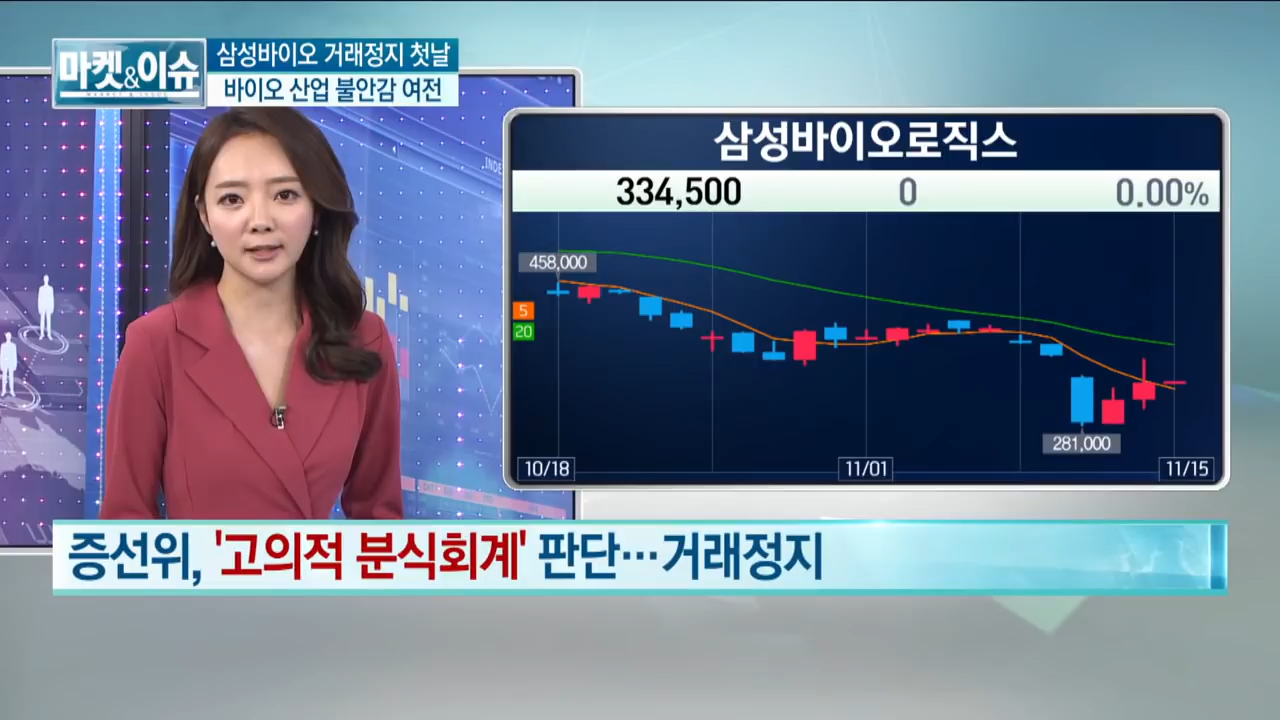 마켓&이슈
MARKET & ISSUE
삼성바이오 거래정지 첫날
바이오 산업 불안감 여전
INDE
삼성바이오로직스
334,500 0 0.00%
458,000
5
20
281,000
10/18 11/01 11/15
증선위, '고의적 분식회계' 판단…거래정지